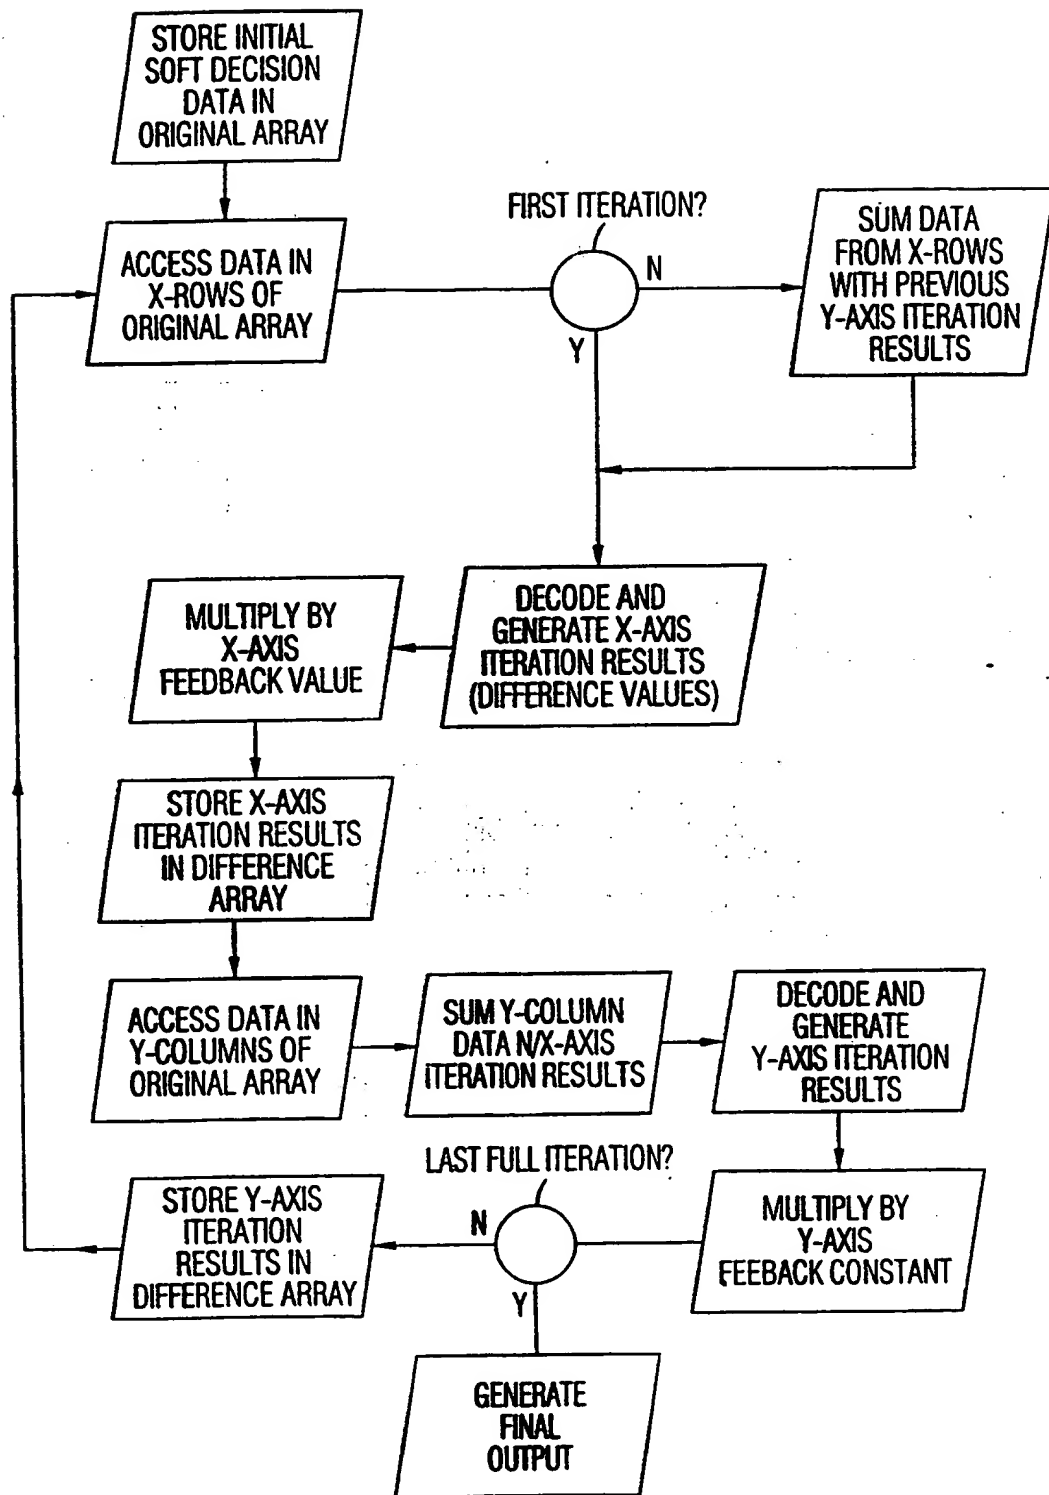 STORE INITIAL
SOFT DECISION
DATA IN
ORIGINAL ARRAY
FIRST ITERATION?
ACCESS DATA IN
X-ROWS OF
ORIGINAL ARRAY
N
Y
SUM DATA
FROM X-ROWS
WITH PREVIOUS
Y-AXIS ITERATION
RESULTS
DECODE AND
GENERATE X-AXIS
ITERATION RESULTS
(DIFFERENCE VALUES)
MULTIPLY BY
X-AXIS
FEEDBACK VALUE
STORE X-AXIS
ITERATION RESULTS
IN DIFFERENCE
ARRAY
ACCESS DATA IN
Y-COLUMNS OF
ORIGINAL ARRAY
SUM Y-COLUMN
DATA N/X-AXIS
ITERATION RESULTS
DECODE AND
GENERATE
Y-AXIS ITERATION
RESULTS
MULTIPLY BY
Y-AXIS
FEEBACK CONSTANT
LAST FULL ITERATION?
N
Y
STORE Y-AXIS
ITERATION
RESULTS IN
DIFFERENCE ARRAY
GENERATE
FINAL
OUTPUT